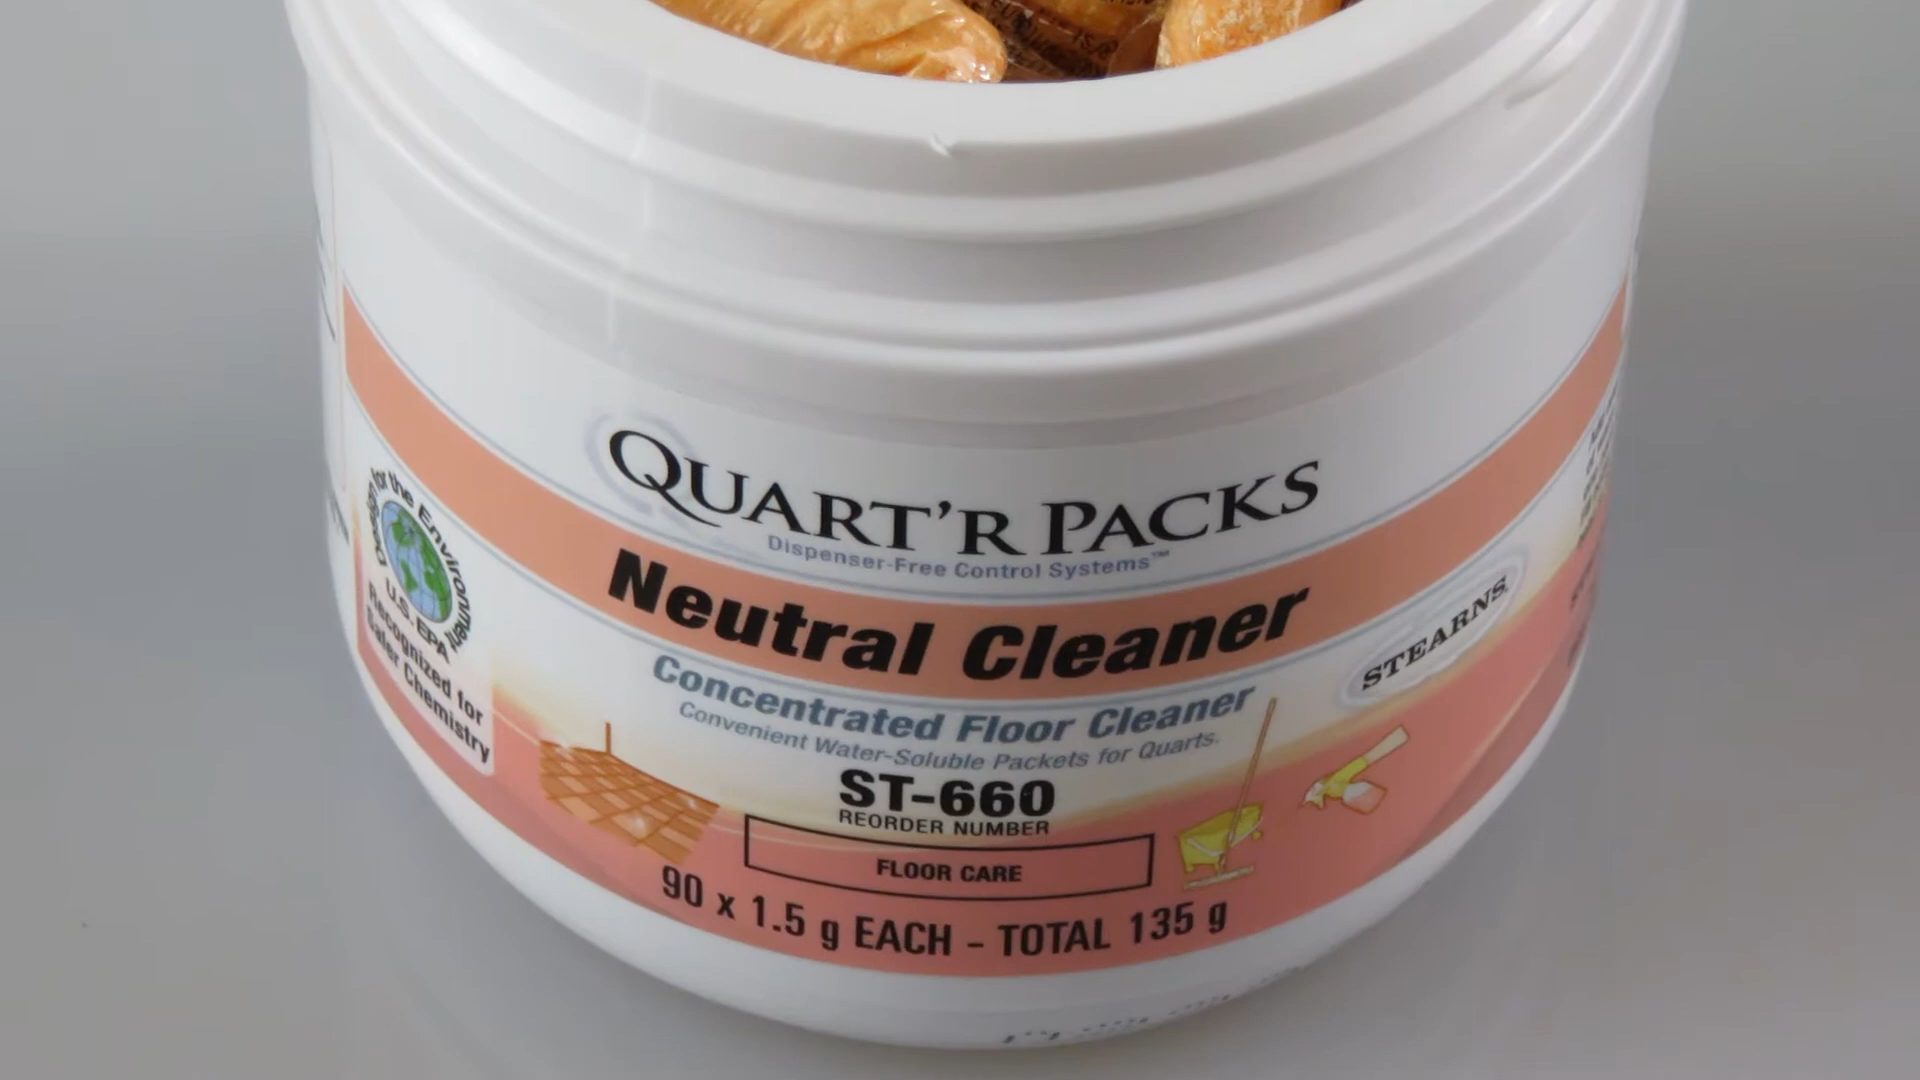 QUART'R PACKS
Dispenser-Free Control Systems™
Neutral Cleaner
Concentrated Floor Cleaner
Convenient Water-Soluble Packets for Quarts.
ST-660
REORDER NUMBER
FLOOR CARE
90 x 1.5 g EACH - TOTAL 135 g
Design for the Environment
U.S. EPA
Recognized for
Safer Chemistry
STEARNS